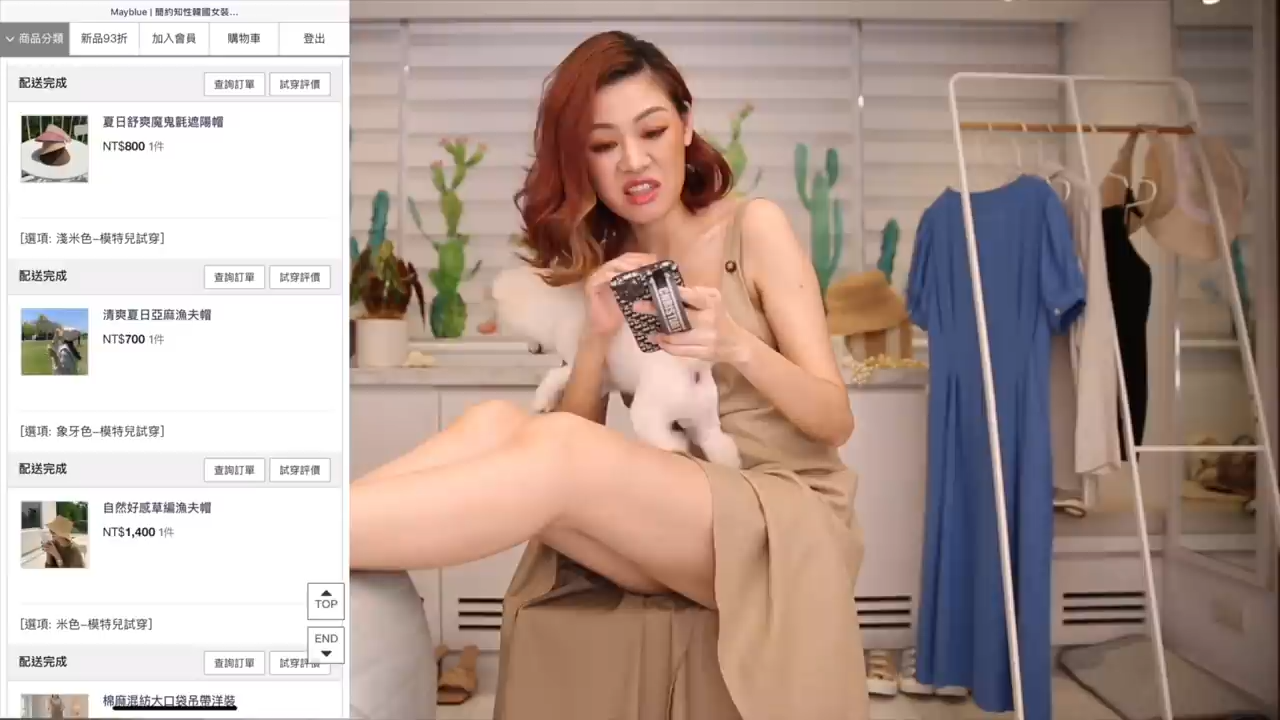 Mayblue | 簡約知性韓國女裝...
商品分類 新品93折 加入會員 購物車 登出
配送完成 查詢訂單 試穿評價
夏日舒爽魔鬼氈遮陽帽
NT$800 1件
[選項: 淺米色–模特兒試穿]
配送完成 查詢訂單 試穿評價
清爽夏日亞麻漁夫帽
NT$700 1件
[選項: 象牙色–模特兒試穿]
配送完成 查詢訂單 試穿評價
自然好感草編漁夫帽
NT$1,400 1件
TOP
[選項: 米色–模特兒試穿]
END
配送完成 查詢訂單 試穿評價
棉麻混紡大口袋吊帶洋裝